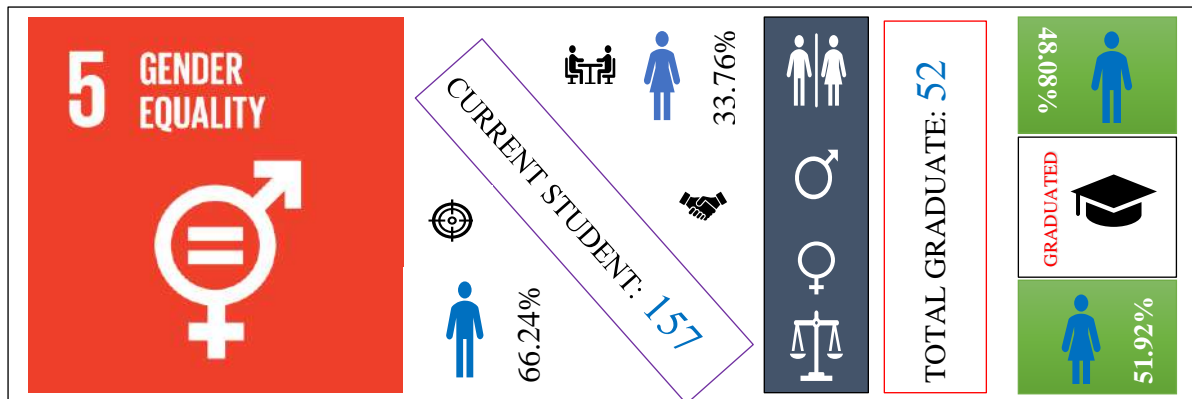 5 GENDER
EQUALITY
CURRENT STUDENT: 157
33.76%
66.24%
TOTAL GRADUATE: 52
48.08%
GRADUATED
51.92%